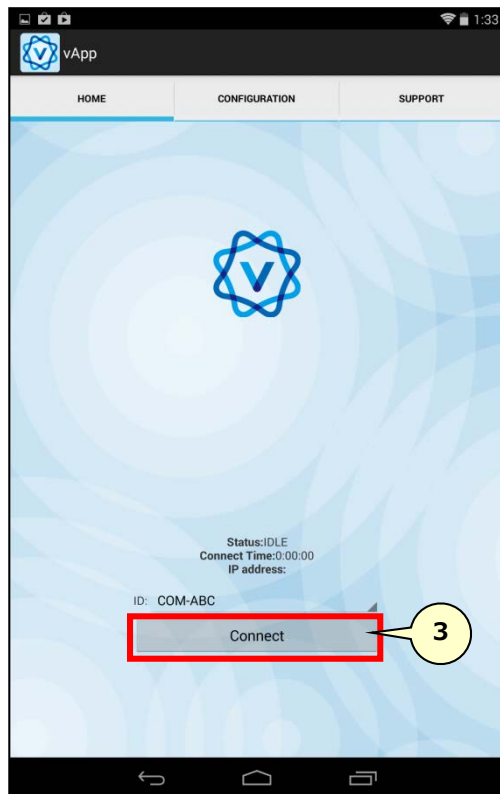 1:33
vApp
HOME CONFIGURATION SUPPORT
V
Status:IDLE
Connect Time:0:00:00
IP address:
ID: COM-ABC
Connect
3